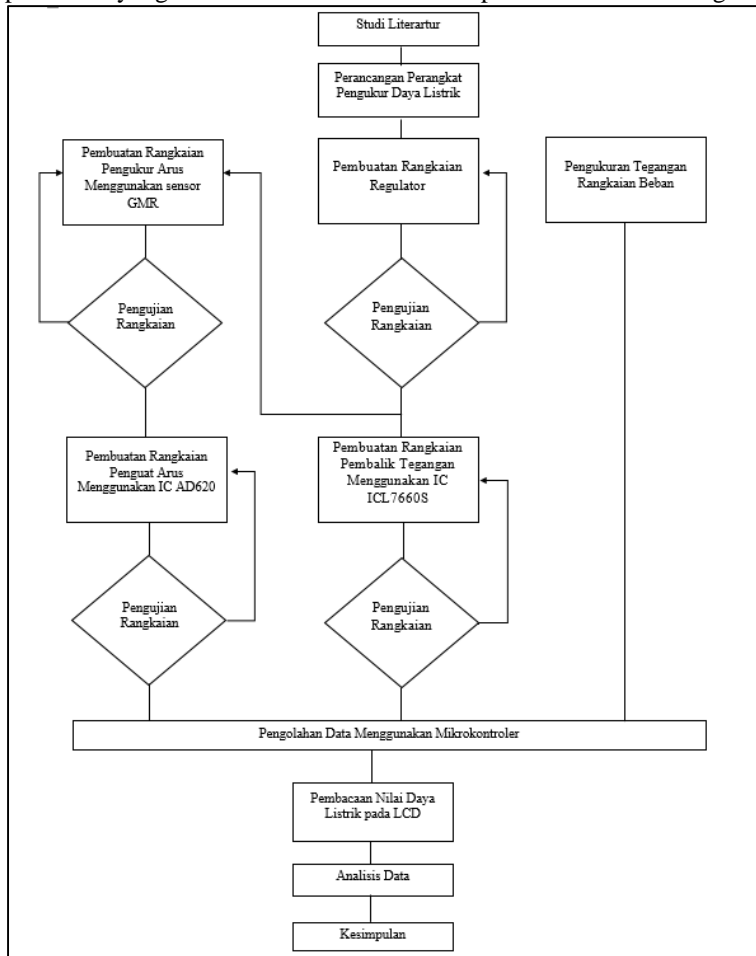 Studi Literartur
Perancangan Perangkat
Pengukur Daya Listrik
Pembuatan Rangkaian
Pengukur Arus
Menggunakan sensor
GMR
Pembuatan Rangkaian
Regulator
Pengukuran Tegangan
Rangkaian Beban
Pengujian
Rangkaian
Pengujian
Rangkaian
Pembuatan Rangkaian
Penguat Arus
Menggunakan IC AD620
Pembuatan Rangkaian
Pembalik Tegangan
Menggunakan IC
ICL7660S
Pengujian
Rangkaian
Pengujian
Rangkaian
Pengolahan Data Menggunakan Mikrokontroler
Pembacaan Nilai Daya
Listrik pada LCD
Analisis Data
Kesimpulan